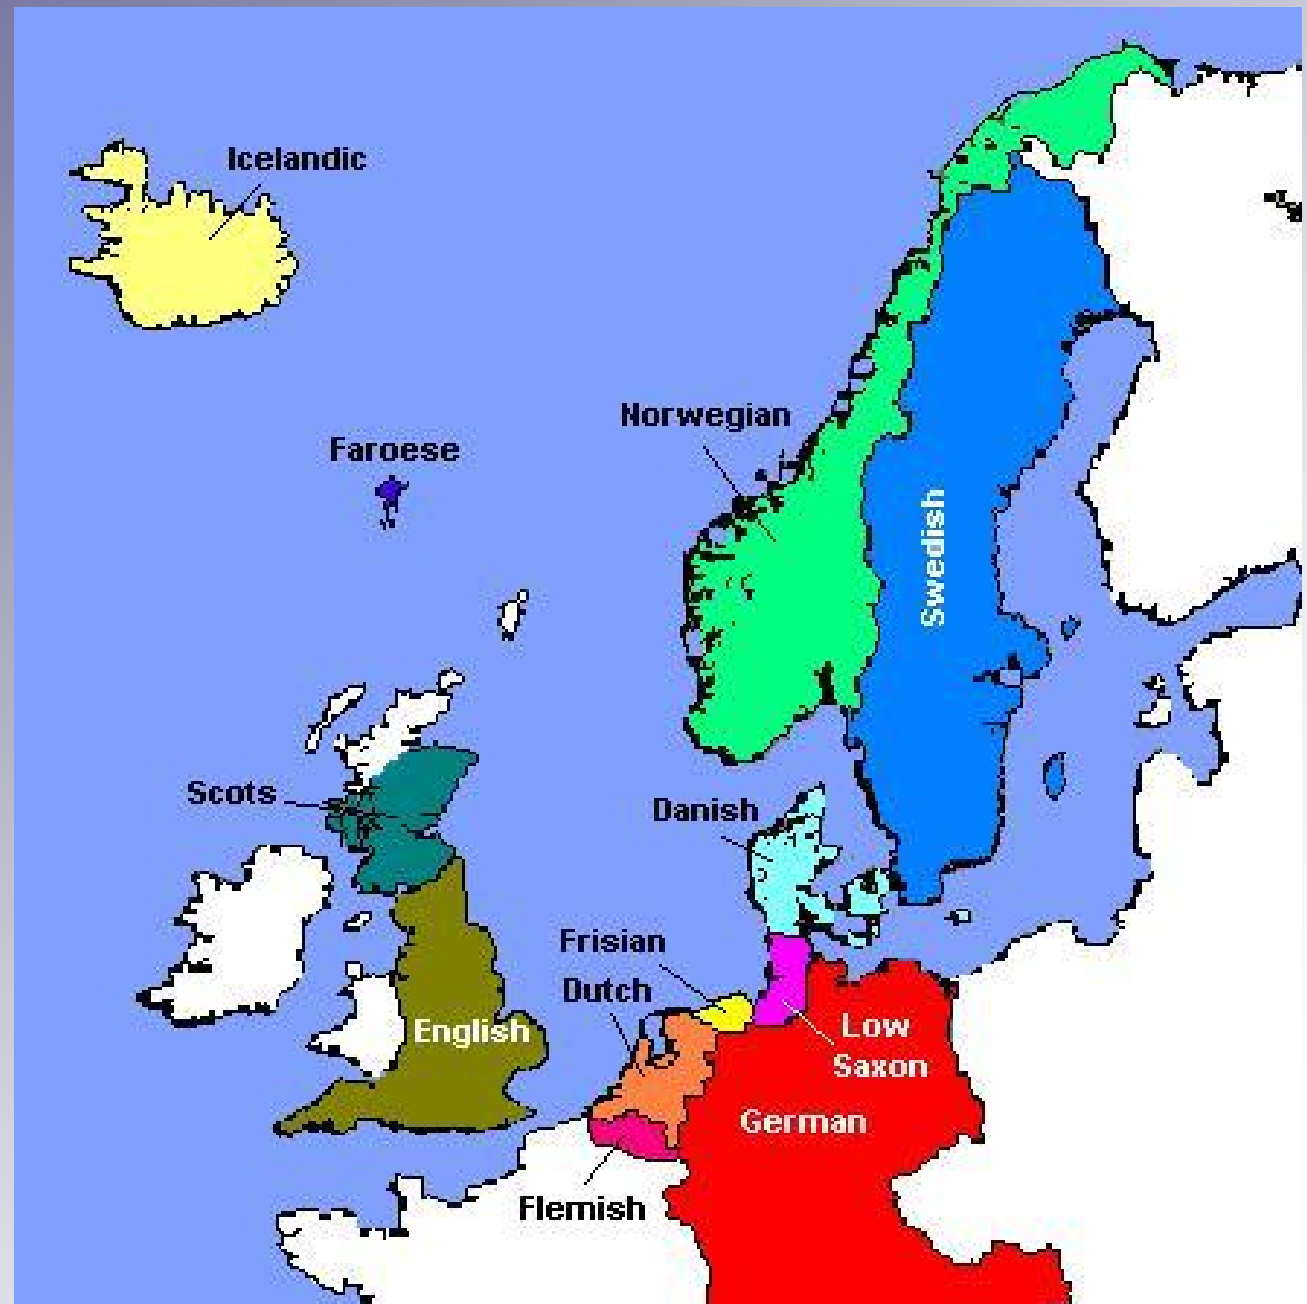 Icelandic
Norwegian
Faroese
Swedish
Scots
Danish
Frisian
Dutch
English
Low
Saxon
German
Flemish